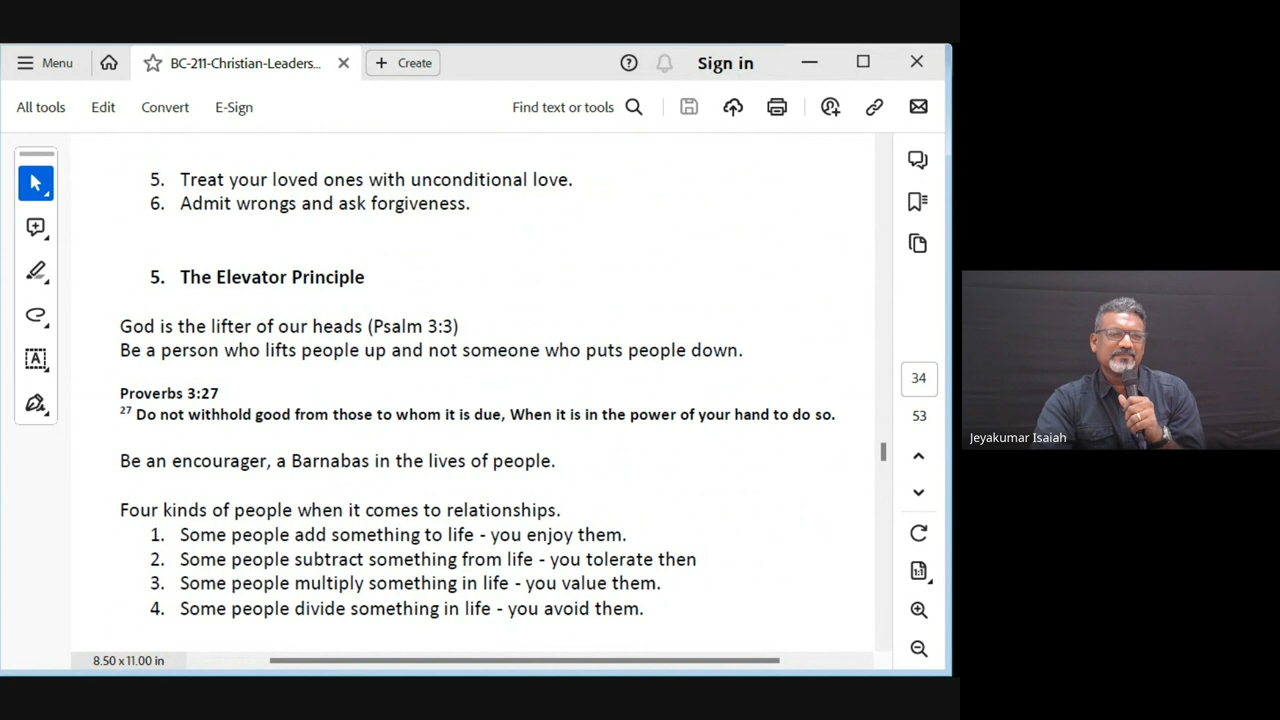 Menu
BC-211-Christian-Leaders...
Create
Sign in
All tools
Edit
Convert
E-Sign
Find text or tools
5. Treat your loved ones with unconditional love.
6. Admit wrongs and ask forgiveness.
5. The Elevator Principle
God is the lifter of our heads (Psalm 3:3)
Be a person who lifts people up and not someone who puts people down.
Proverbs 3:27
27 Do not withhold good from those to whom it is due, When it is in the power of your hand to do so.
Be an encourager, a Barnabas in the lives of people.
Four kinds of people when it comes to relationships.
1. Some people add something to life - you enjoy them.
2. Some people subtract something from life - you tolerate then
3. Some people multiply something in life - you value them.
4. Some people divide something in life - you avoid them.
34
53
1:1
8.50 x 11.00 in
Jeyakumar Isaiah